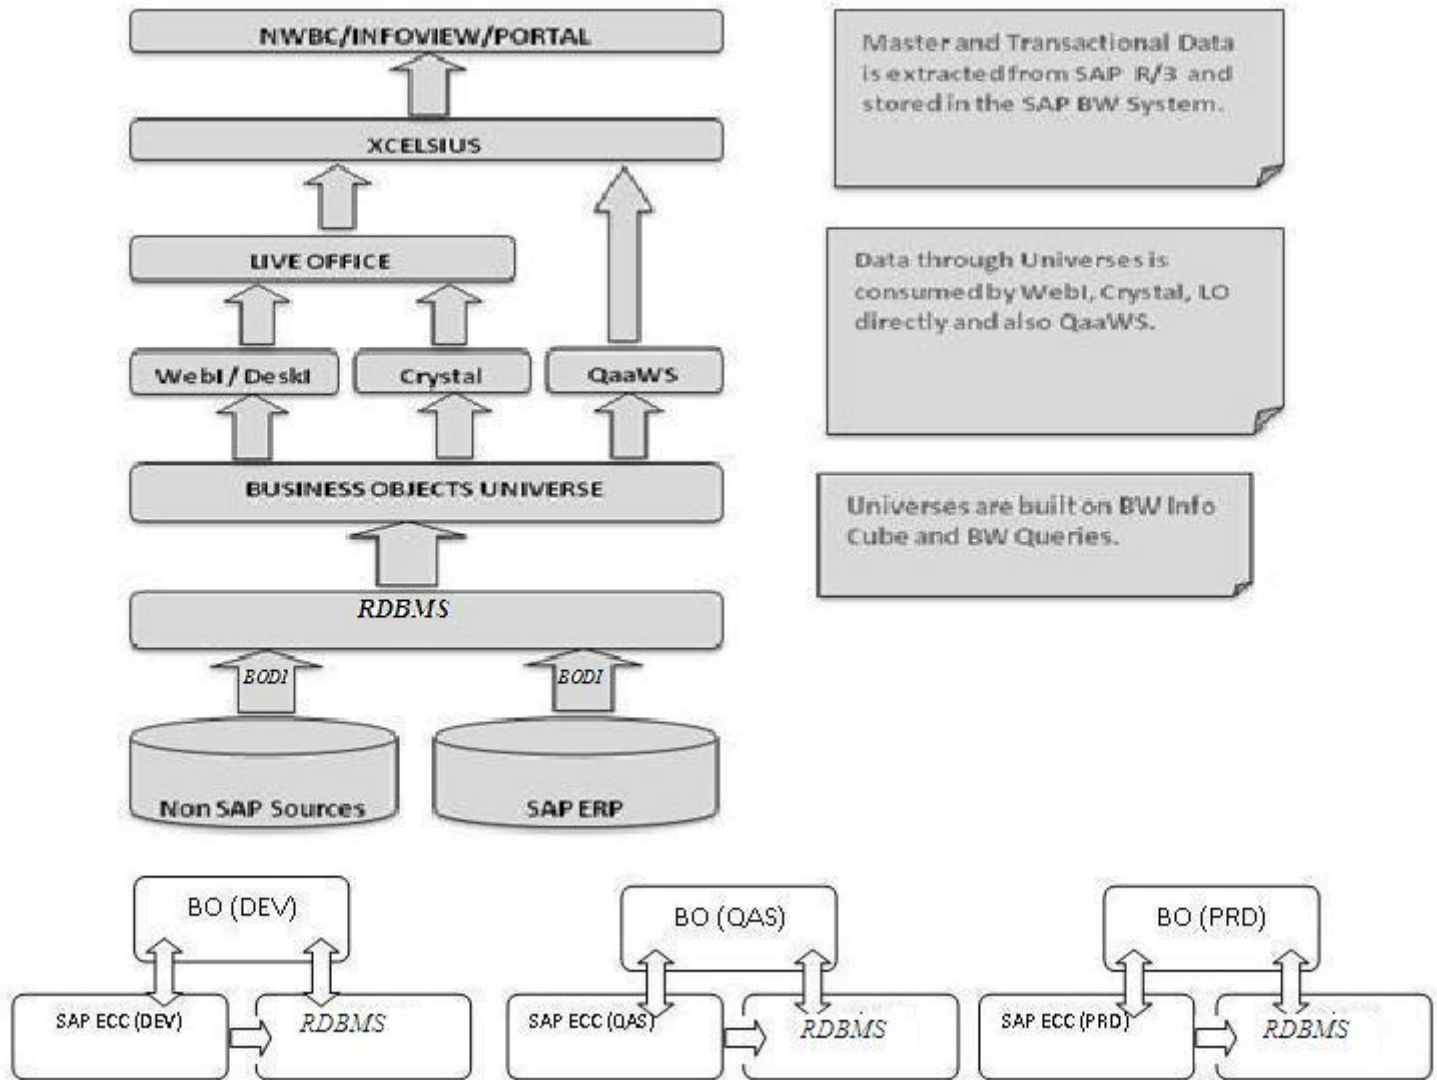 NWBC/INFOVIEW/PORTAL
XCELSIUS
LIVE OFFICE
WebI / DeskI
Crystal
QaaWS
BUSINESS OBJECTS UNIVERSE
RDBMS
BODI
BODI
Non SAP Sources
SAP ERP
Master and Transactional Data
is extracted from SAP R/3 and
stored in the SAP BW System.
Data through Universes is
consumed by WebI, Crystal, LO
directly and also QaaWS.
Universes are built on BW Info
Cube and BW Queries.
BO (DEV)
SAP ECC (DEV)
RDBMS
BO (QAS)
SAP ECC (QAS)
RDBMS
BO (PRD)
SAP ECC (PRD)
RDBMS